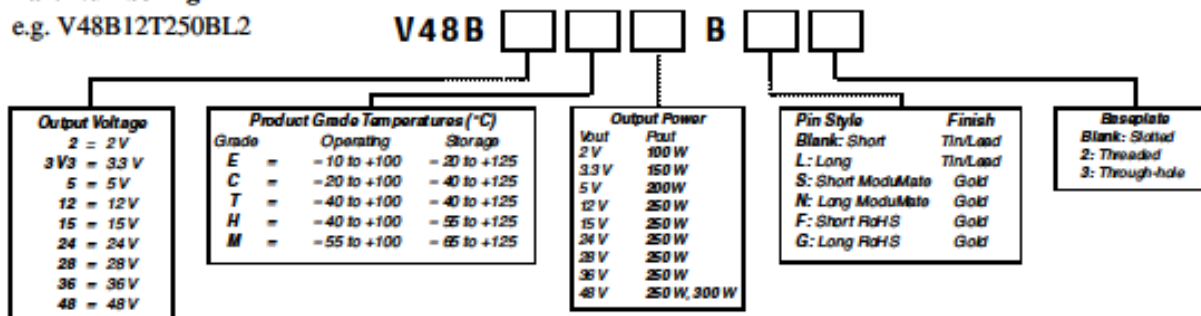 e.g. V48B12T250BL2
V48B B
Output Voltage
2 = 2V
3V3 = 3.3 V
5 = 5V
12 = 12V
15 = 15V
24 = 24V
28 = 28V
36 = 36V
48 = 48V
Product Grade Temperatures (°C)
Grade Operating Storage
E = – 10 to +100 – 20 to +125
C = – 20 to +100 – 40 to +125
T = – 40 to +100 – 40 to +125
H = – 40 to +100 – 55 to +125
M = – 55 to +100 – 65 to +125
Output Power
Vout Pout
2 V 100 W
3.3 V 150 W
5 V 200W
12 V 250 W
15 V 250 W
24 V 250 W
28 V 250 W
36 V 250 W
48 V 250 W, 300 W
Pin Style Finish
Blank: Short Tin/Lead
L: Long Tin/Lead
S: Short ModuMate Gold
N: Long ModuMate Gold
F: Short RoHS Gold
G: Long RoHS Gold
Baseplate
Blank: Slotted
2: Threaded
3: Through-hole